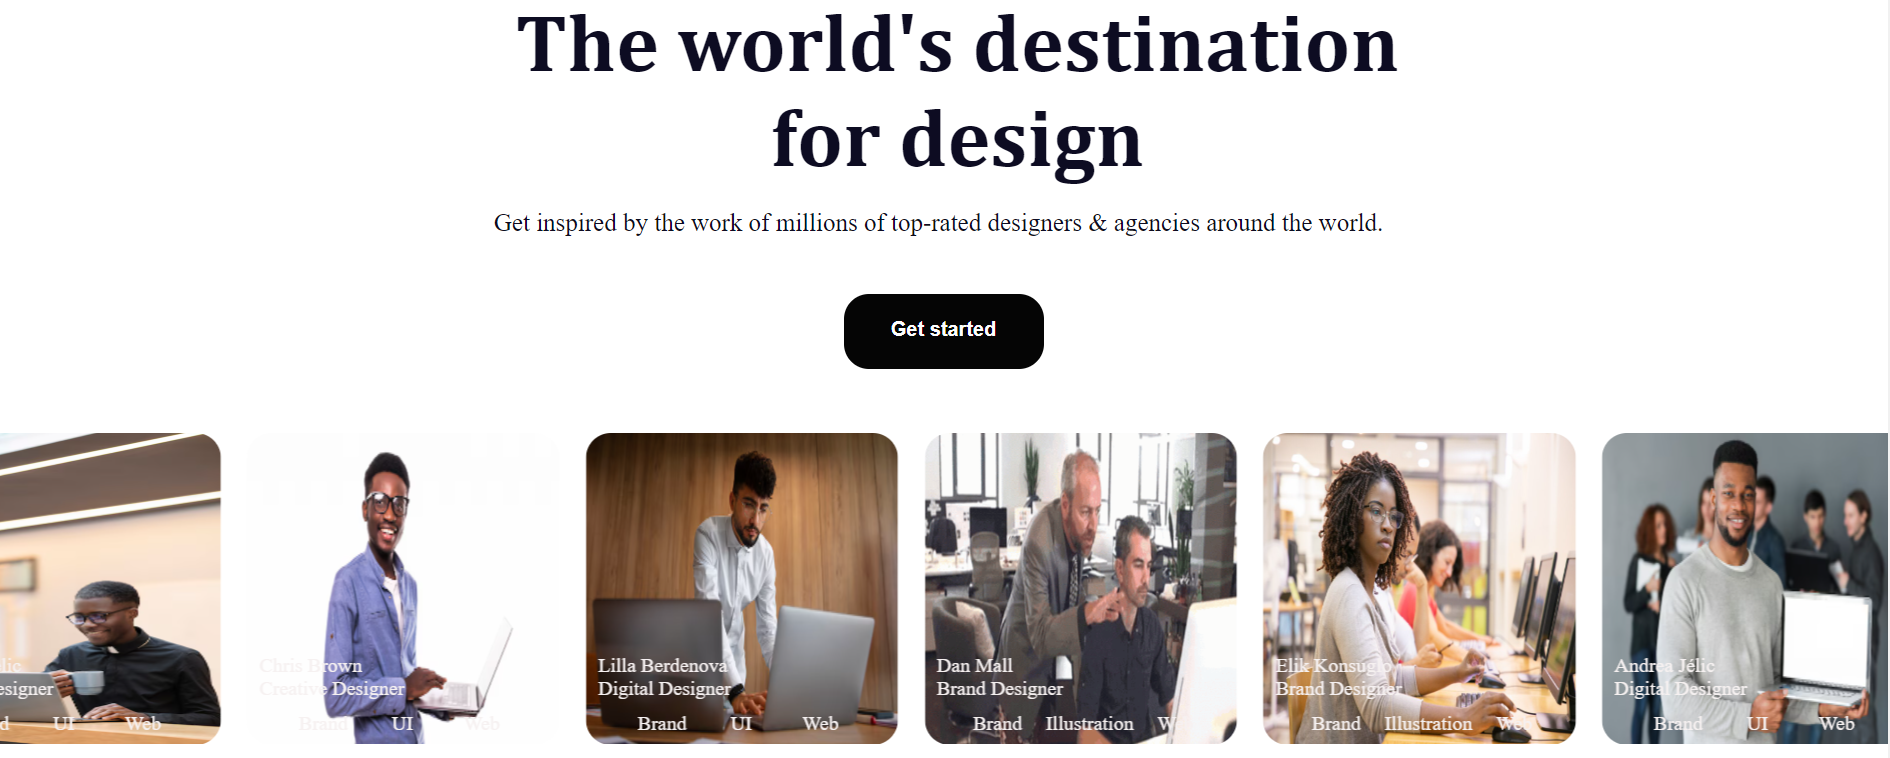 The world's destination
for design
Get inspired by the work of millions of top-rated designers & agencies around the world.
Get started
lic
esigner
d UI Web
Chris Brown
Creative Designer
Brand UI Web
Lilla Berdenova
Digital Designer
Brand UI Web
Dan Mall
Brand Designer
Brand Illustration W
Elik Konsuglo
Brand Designer
Brand Illustration Web
Andrea Jélic
Digital Designer
Brand UI Web